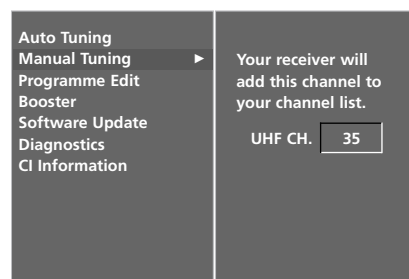 Auto Tuning
Manual Tuning ►
Programme Edit
Booster
Software Update
Diagnostics
CI Information
Your receiver will
add this channel to
your channel list.
UHF CH. 35